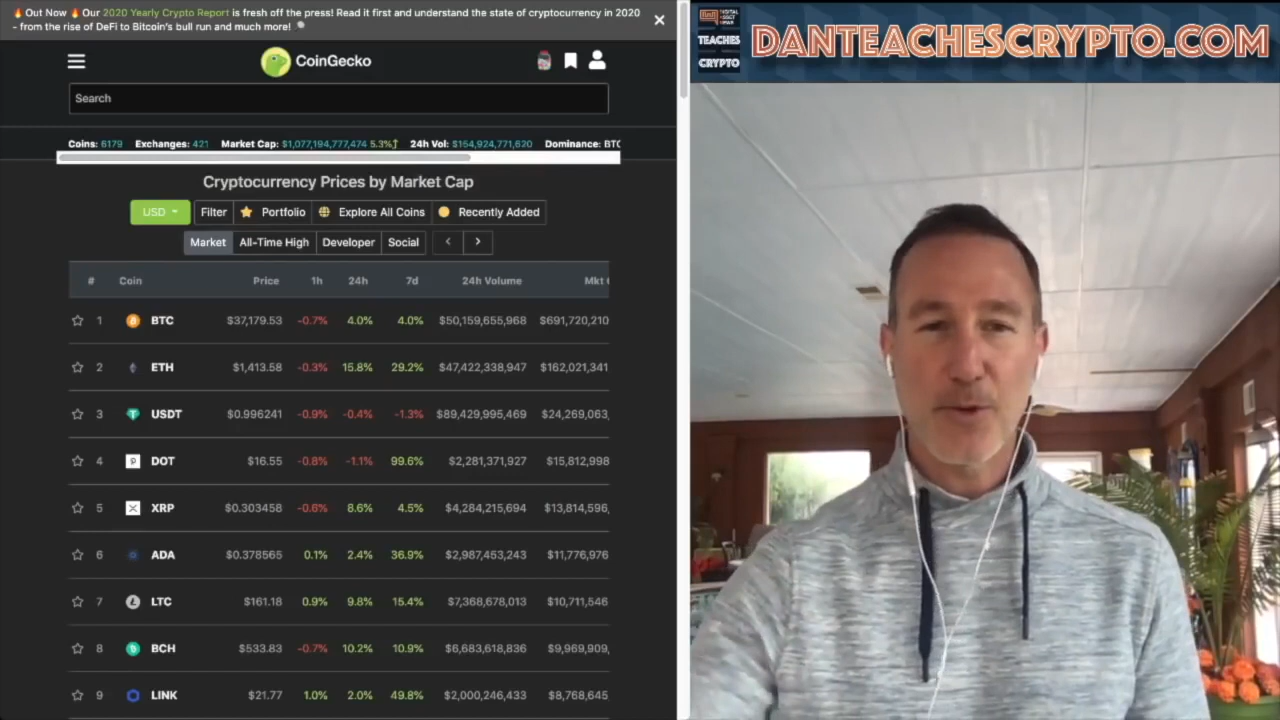 🔥 Out Now 🔥 Our 2020 Yearly Crypto Report is fresh off the press! Read it first and understand the state of cryptocurrency in 2020
- from the rise of DeFi to Bitcoin's bull run and much more!
CoinGecko
Search
Coins: 6179 Exchanges: 421 Market Cap: $1,077,194,777,474 5.3%↑ 24h Vol: $154,924,771,620 Dominance: BTC
Cryptocurrency Prices by Market Cap
USD Filter Portfolio Explore All Coins Recently Added
Market All-Time High Developer Social < >
# Coin Price 1h 24h 7d 24h Volume Mkt
1 BTC $37,179.53 -0.7% 4.0% 4.0% $50,159,655,968 $691,720,210
2 ETH $1,413.58 -0.3% 15.8% 29.2% $47,422,338,947 $162,021,341
3 USDT $0.996241 -0.9% -0.4% -1.3% $89,429,995,469 $24,269,063,
4 DOT $16.55 -0.8% -1.1% 99.6% $2,281,371,927 $15,812,998
5 XRP $0.303458 -0.6% 8.6% 4.5% $4,284,215,694 $13,814,596,
6 ADA $0.378565 0.1% 2.4% 36.9% $2,987,453,243 $11,776,976
7 LTC $161.18 0.9% 9.8% 15.4% $7,368,678,013 $10,711,546
8 BCH $533.83 -0.7% 10.2% 10.9% $6,683,618,836 $9,969,909,
9 LINK $21.77 1.0% 2.0% 49.8% $2,000,246,433 $8,768,645
TEACHES
CRYPTO
DANTEACHESCRYPTO.COM